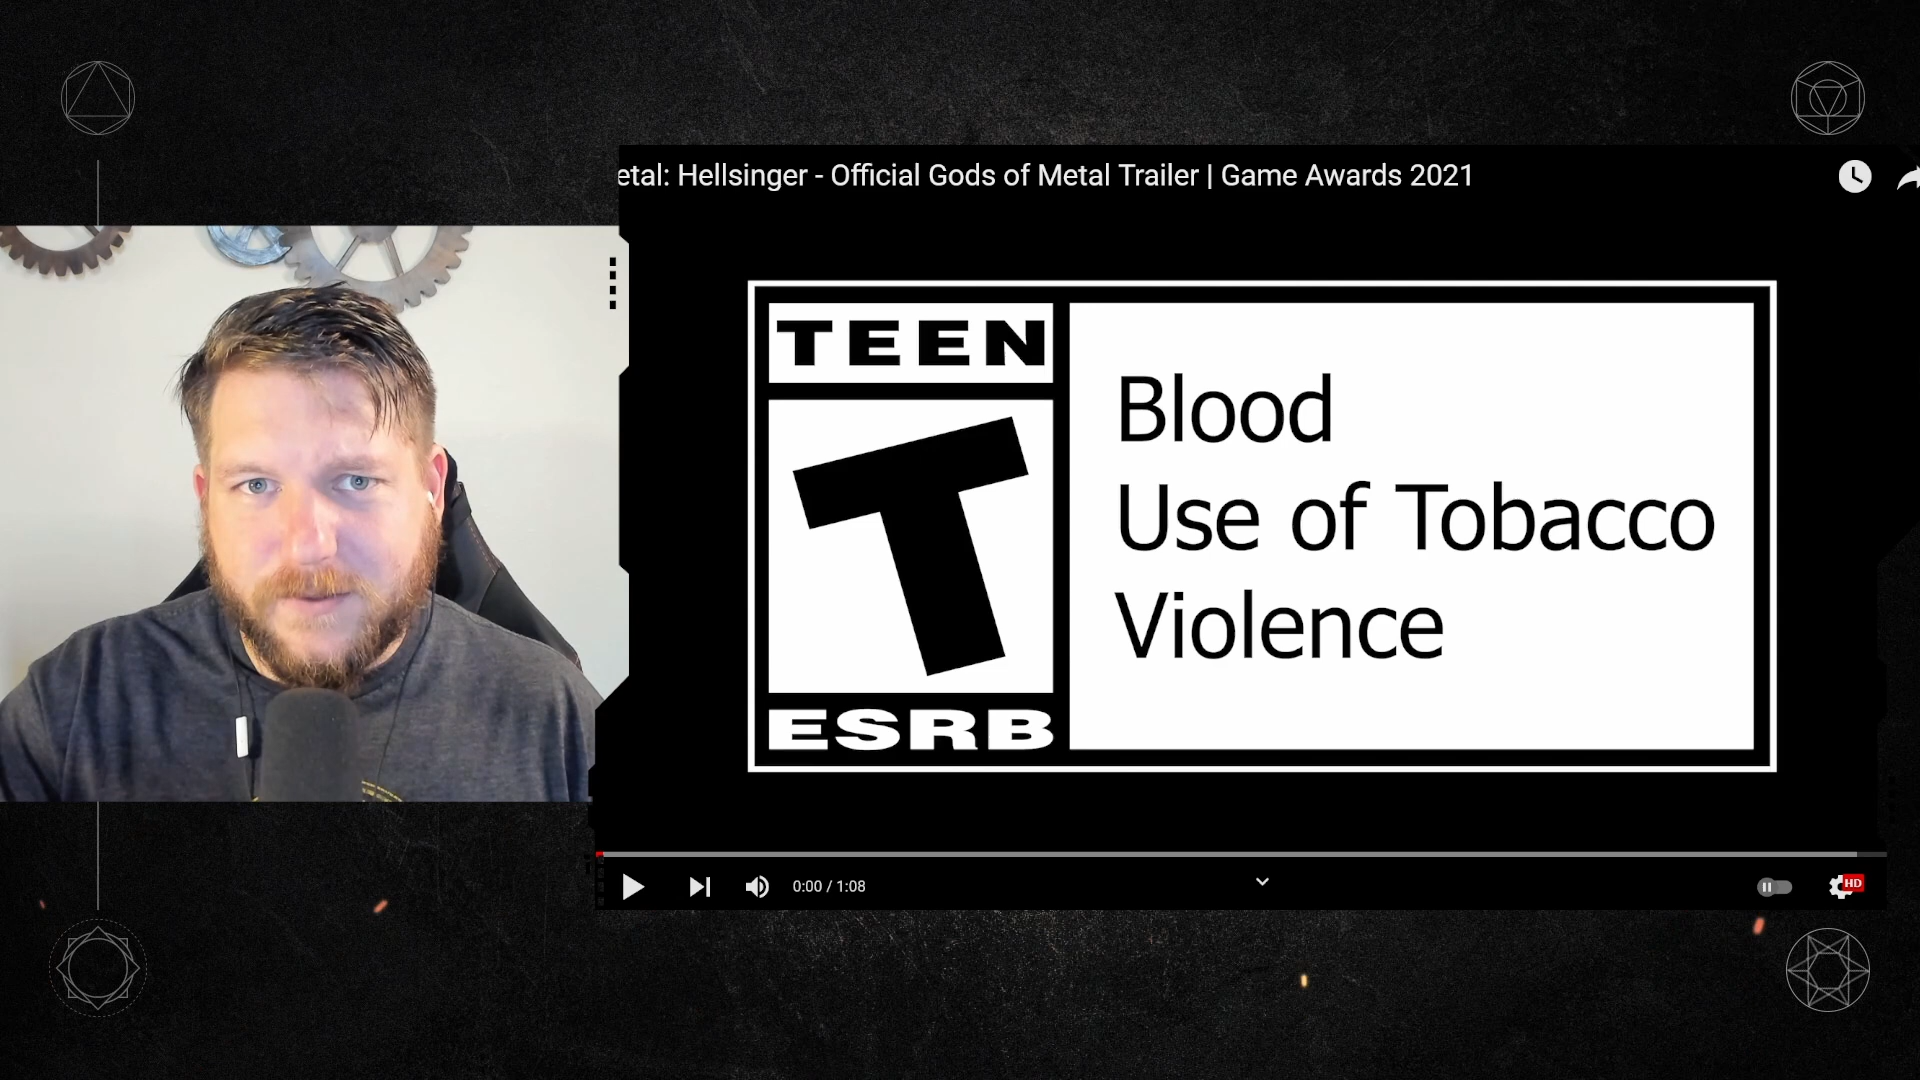 etal: Hellsinger - Official Gods of Metal Trailer | Game Awards 2021
TEEN
T
ESRB
Blood
Use of Tobacco
Violence
0:00 / 1:08
HD